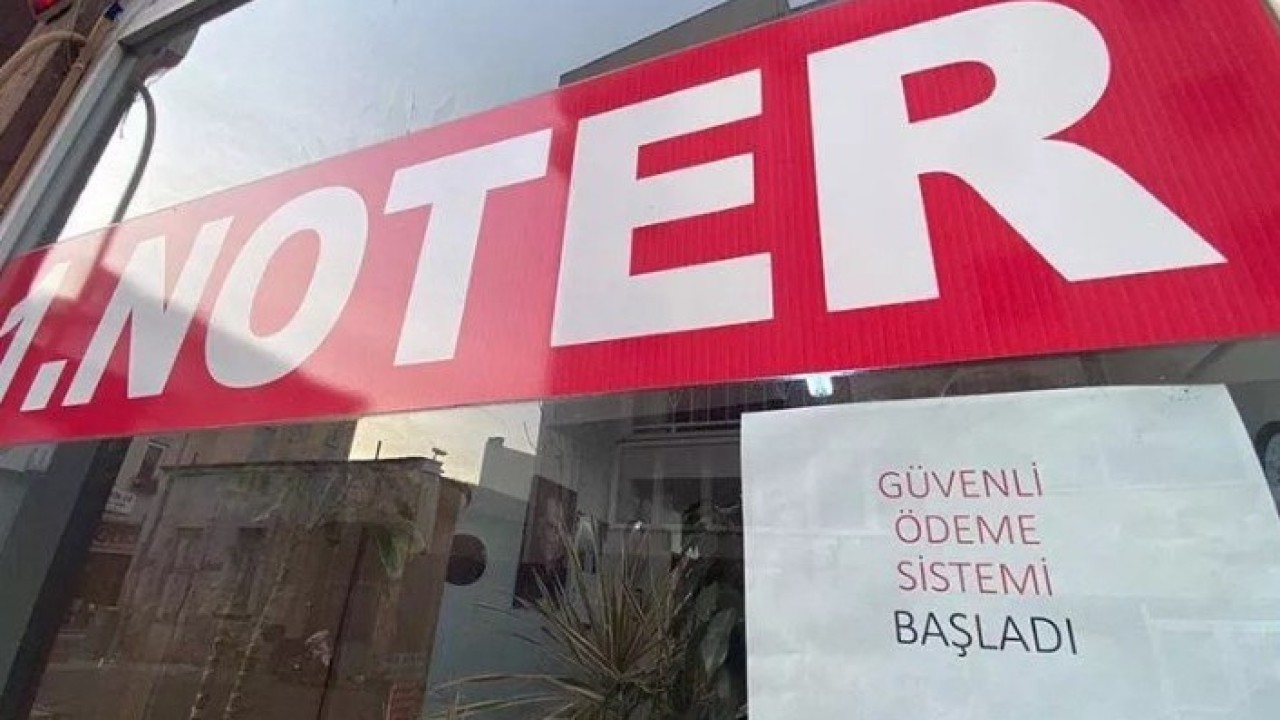 1.NOTER
GÜVENLİ
ÖDEME
SİSTEMİ
BAŞLADI